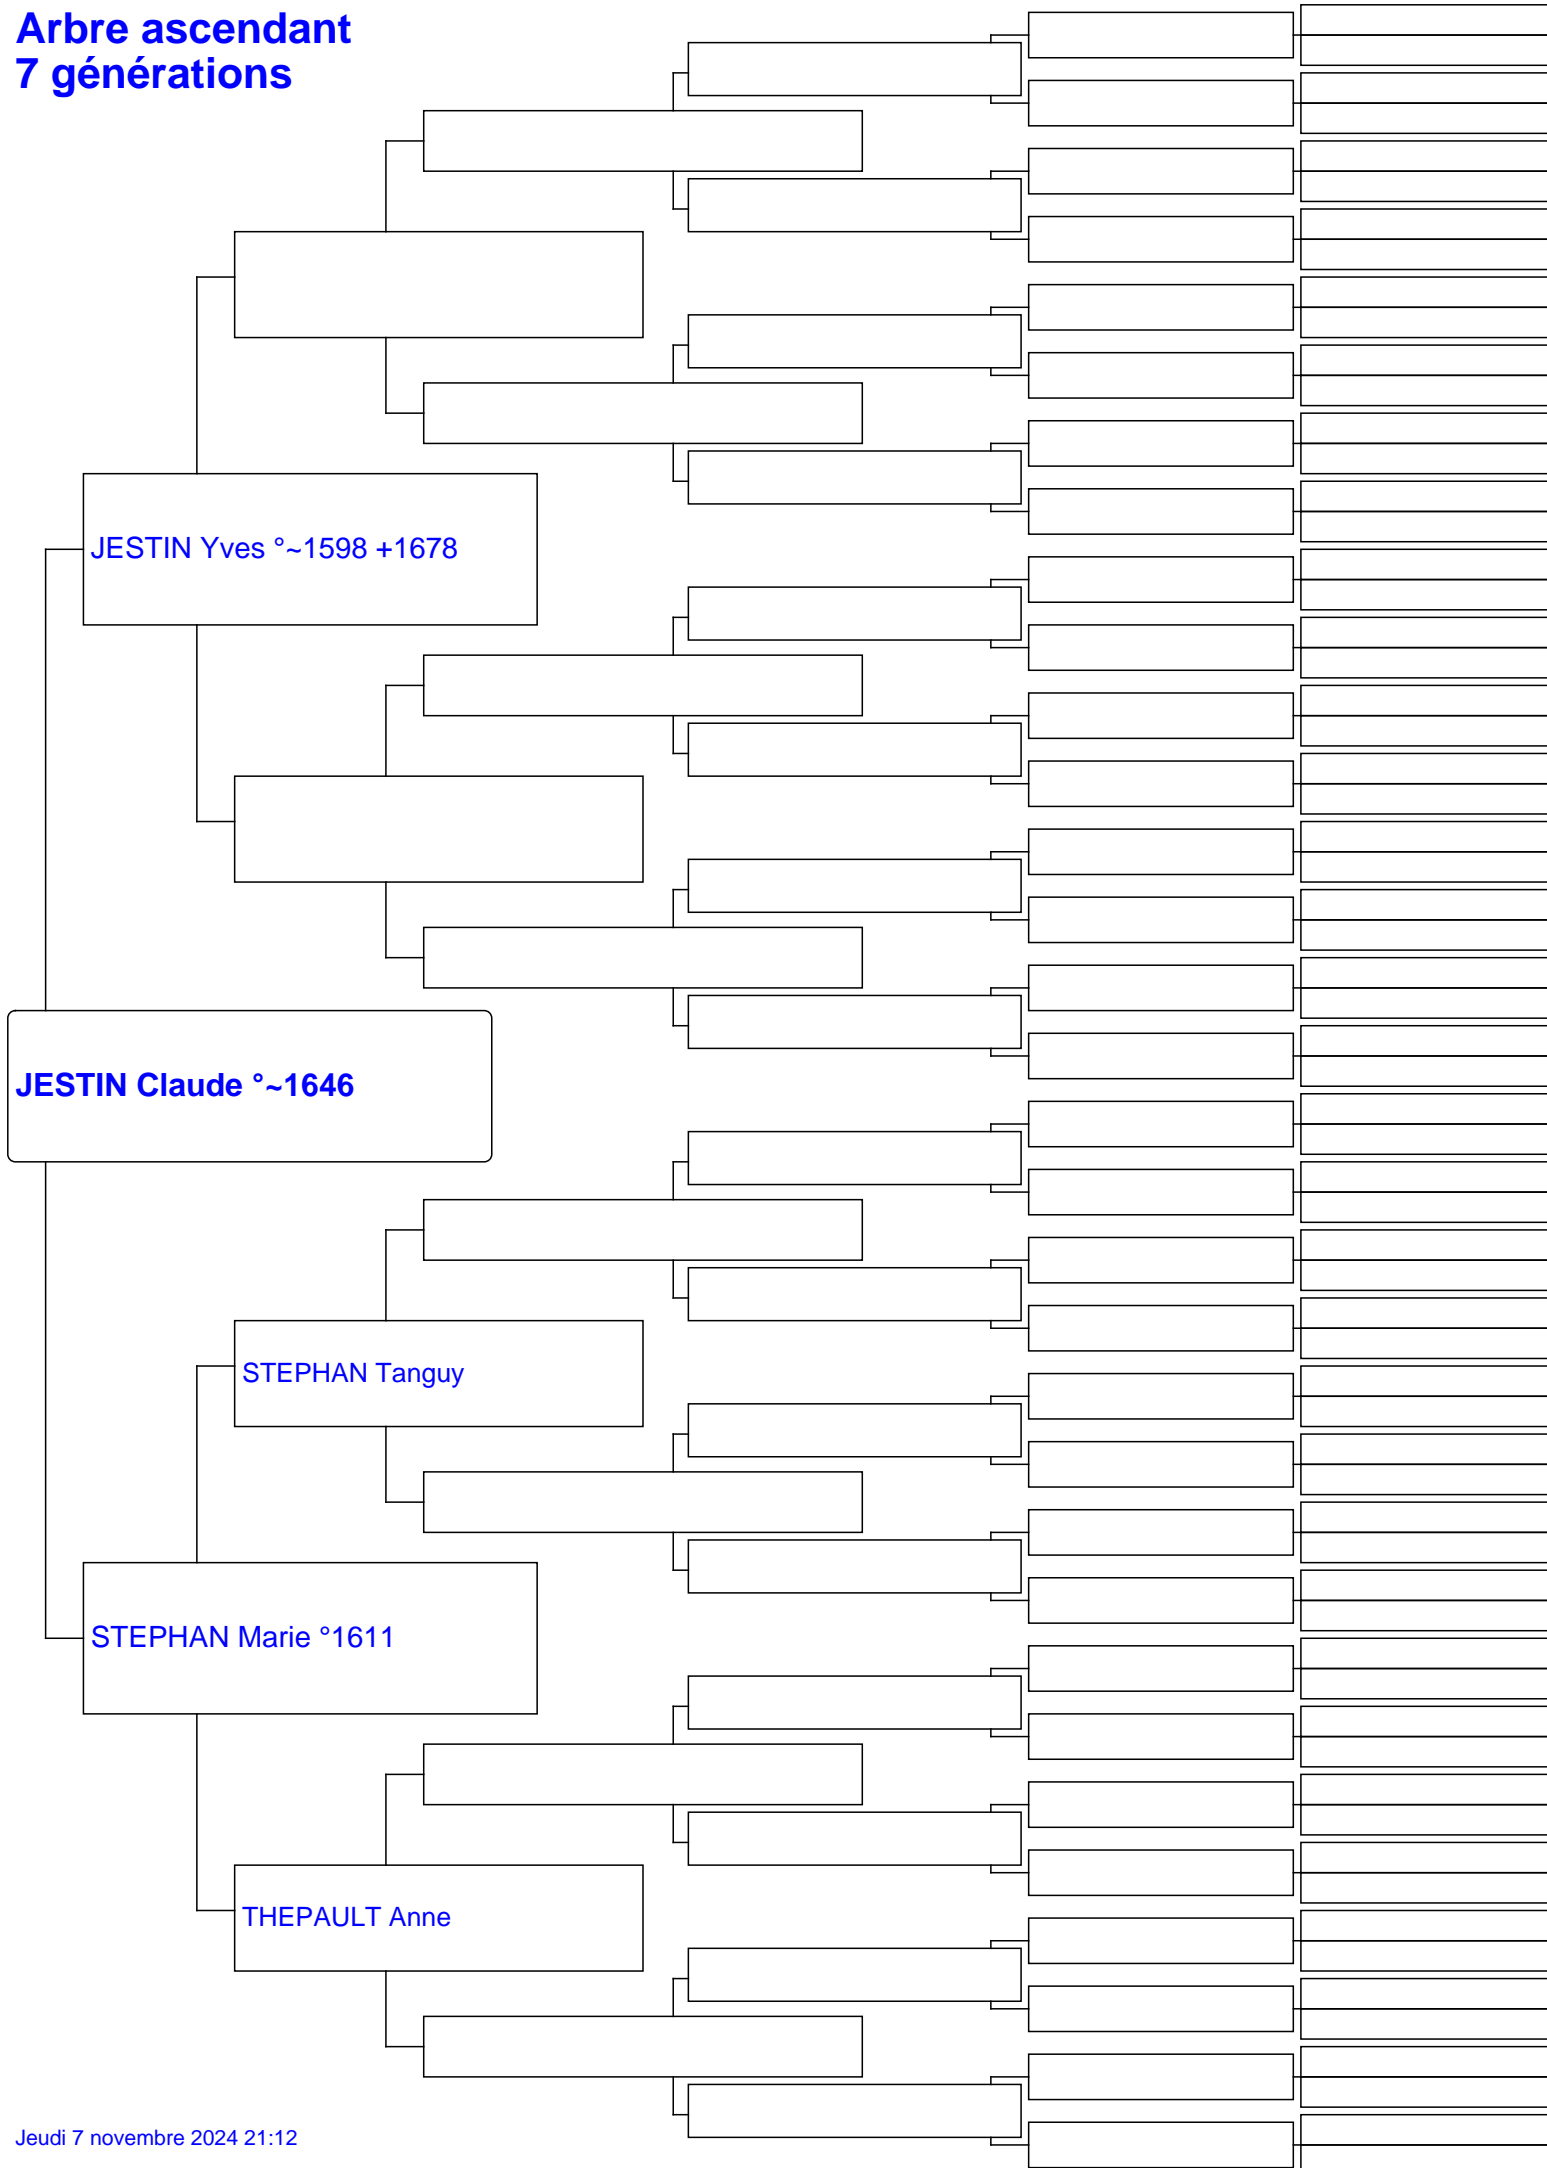 Arbre ascendant
7 générations
JESTIN Yves °~1598 +1678
JESTIN Claude °~1646
STEPHAN Tanguy
STEPHAN Marie °1611
THEPAULT Anne
Jeudi 7 novembre 2024 21:12